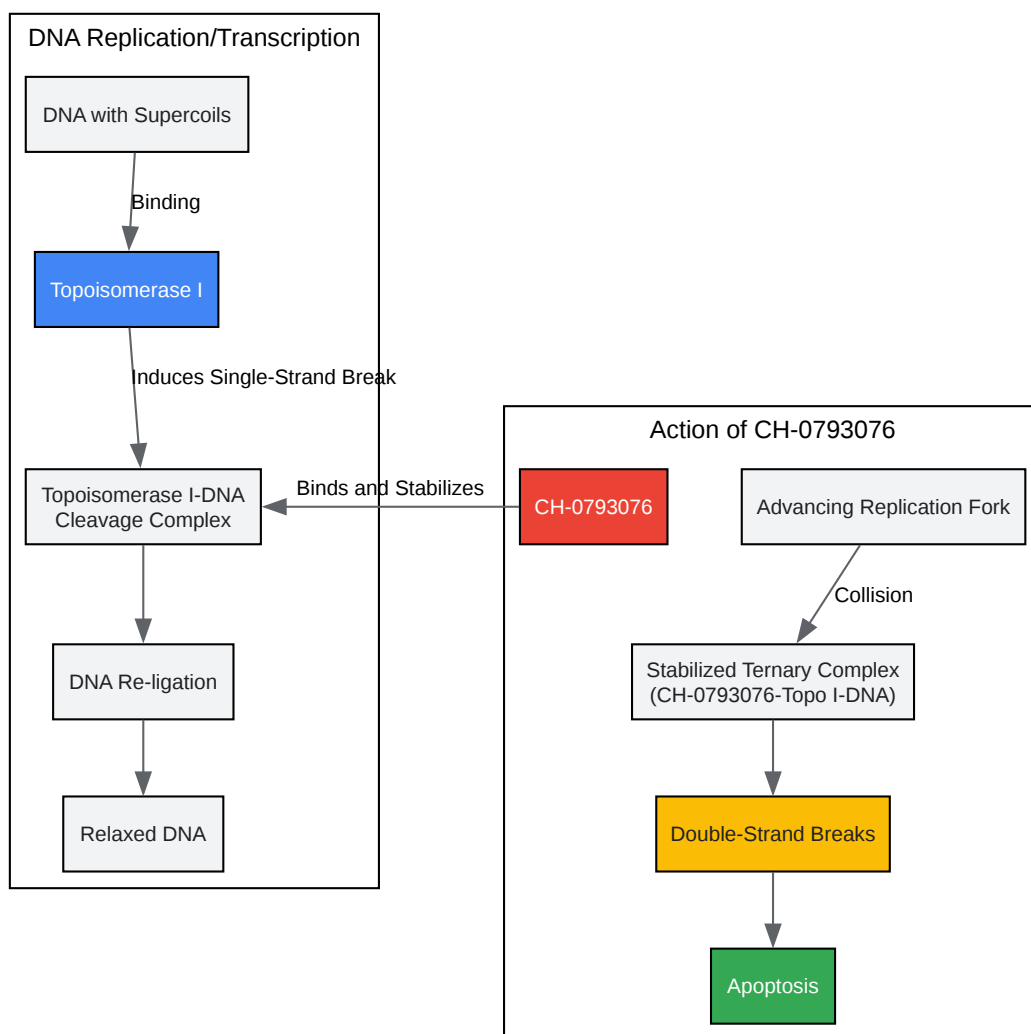 DNA Replication/Transcription
DNA with Supercoils
Binding
Topoisomerase I
Induces Single-Strand Break
Topoisomerase I-DNA
Cleavage Complex
DNA Re-ligation
Relaxed DNA
Binds and Stabilizes
Action of CH-0793076
CH-0793076
Advancing Replication Fork
Collision
Stabilized Ternary Complex
(CH-0793076-Topo I-DNA)
Double-Strand Breaks
Apoptosis